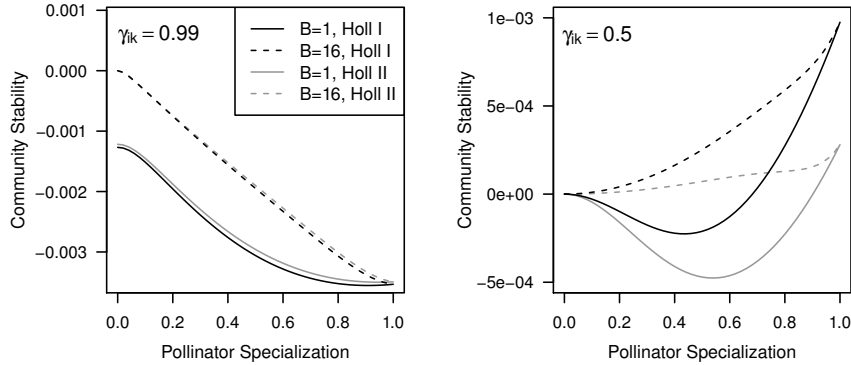 0.001
0.000
−0.001
−0.002
−0.003
Community Stability
γik = 0.99
B=1, Holl I
B=16, Holl I
B=1, Holl II
B=16, Holl II
0.0 0.2 0.4 0.6 0.8 1.0
Pollinator Specialization
1e−03
5e−04
0e+00
−5e−04
Community Stability
γik = 0.5
0.0 0.2 0.4 0.6 0.8 1.0
Pollinator Specialization